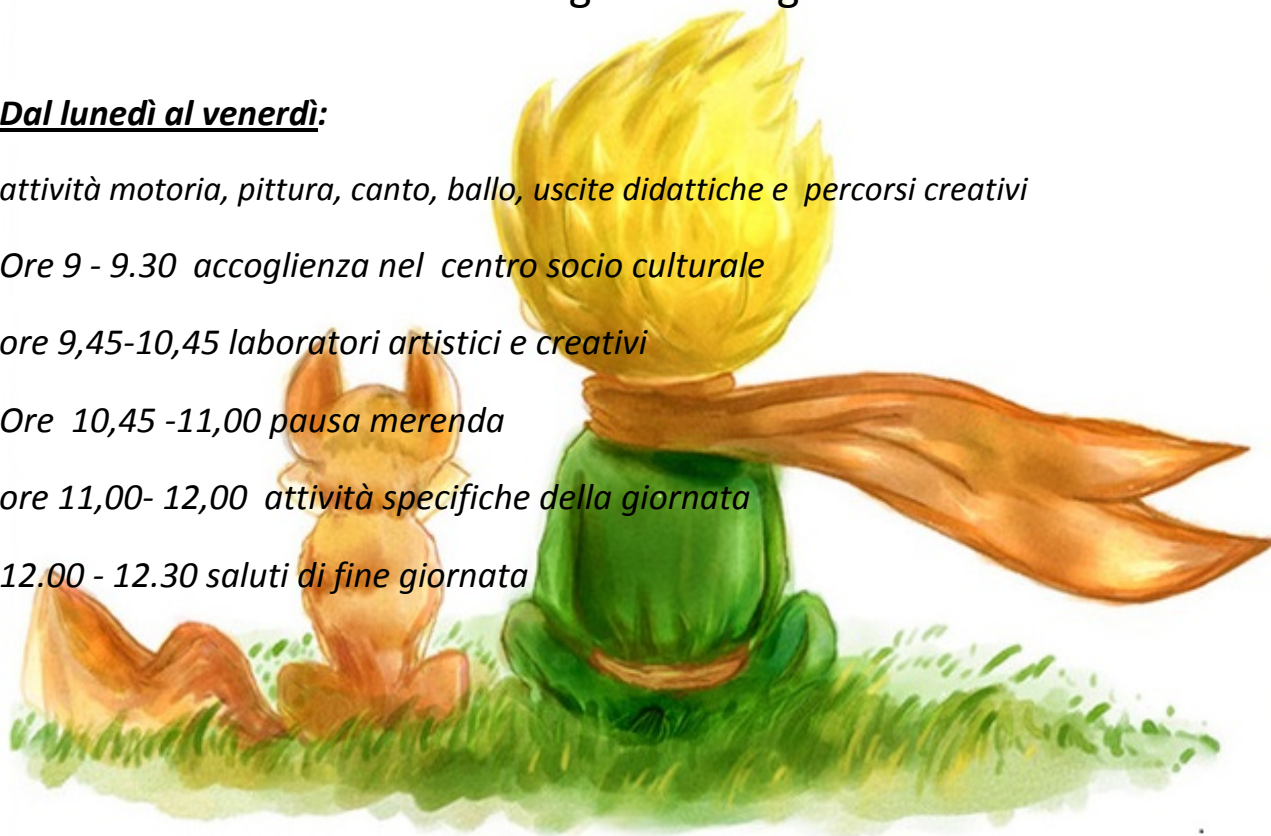 Dal lunedì al venerdì:
attività motoria, pittura, canto, ballo, uscite didattiche e percorsi creativi
Ore 9 - 9.30 accoglienza nel centro socio culturale
ore 9,45-10,45 laboratori artistici e creativi
Ore 10,45 -11,00 pausa merenda
ore 11,00- 12,00 attività specifiche della giornata
12.00 - 12.30 saluti di fine giornata